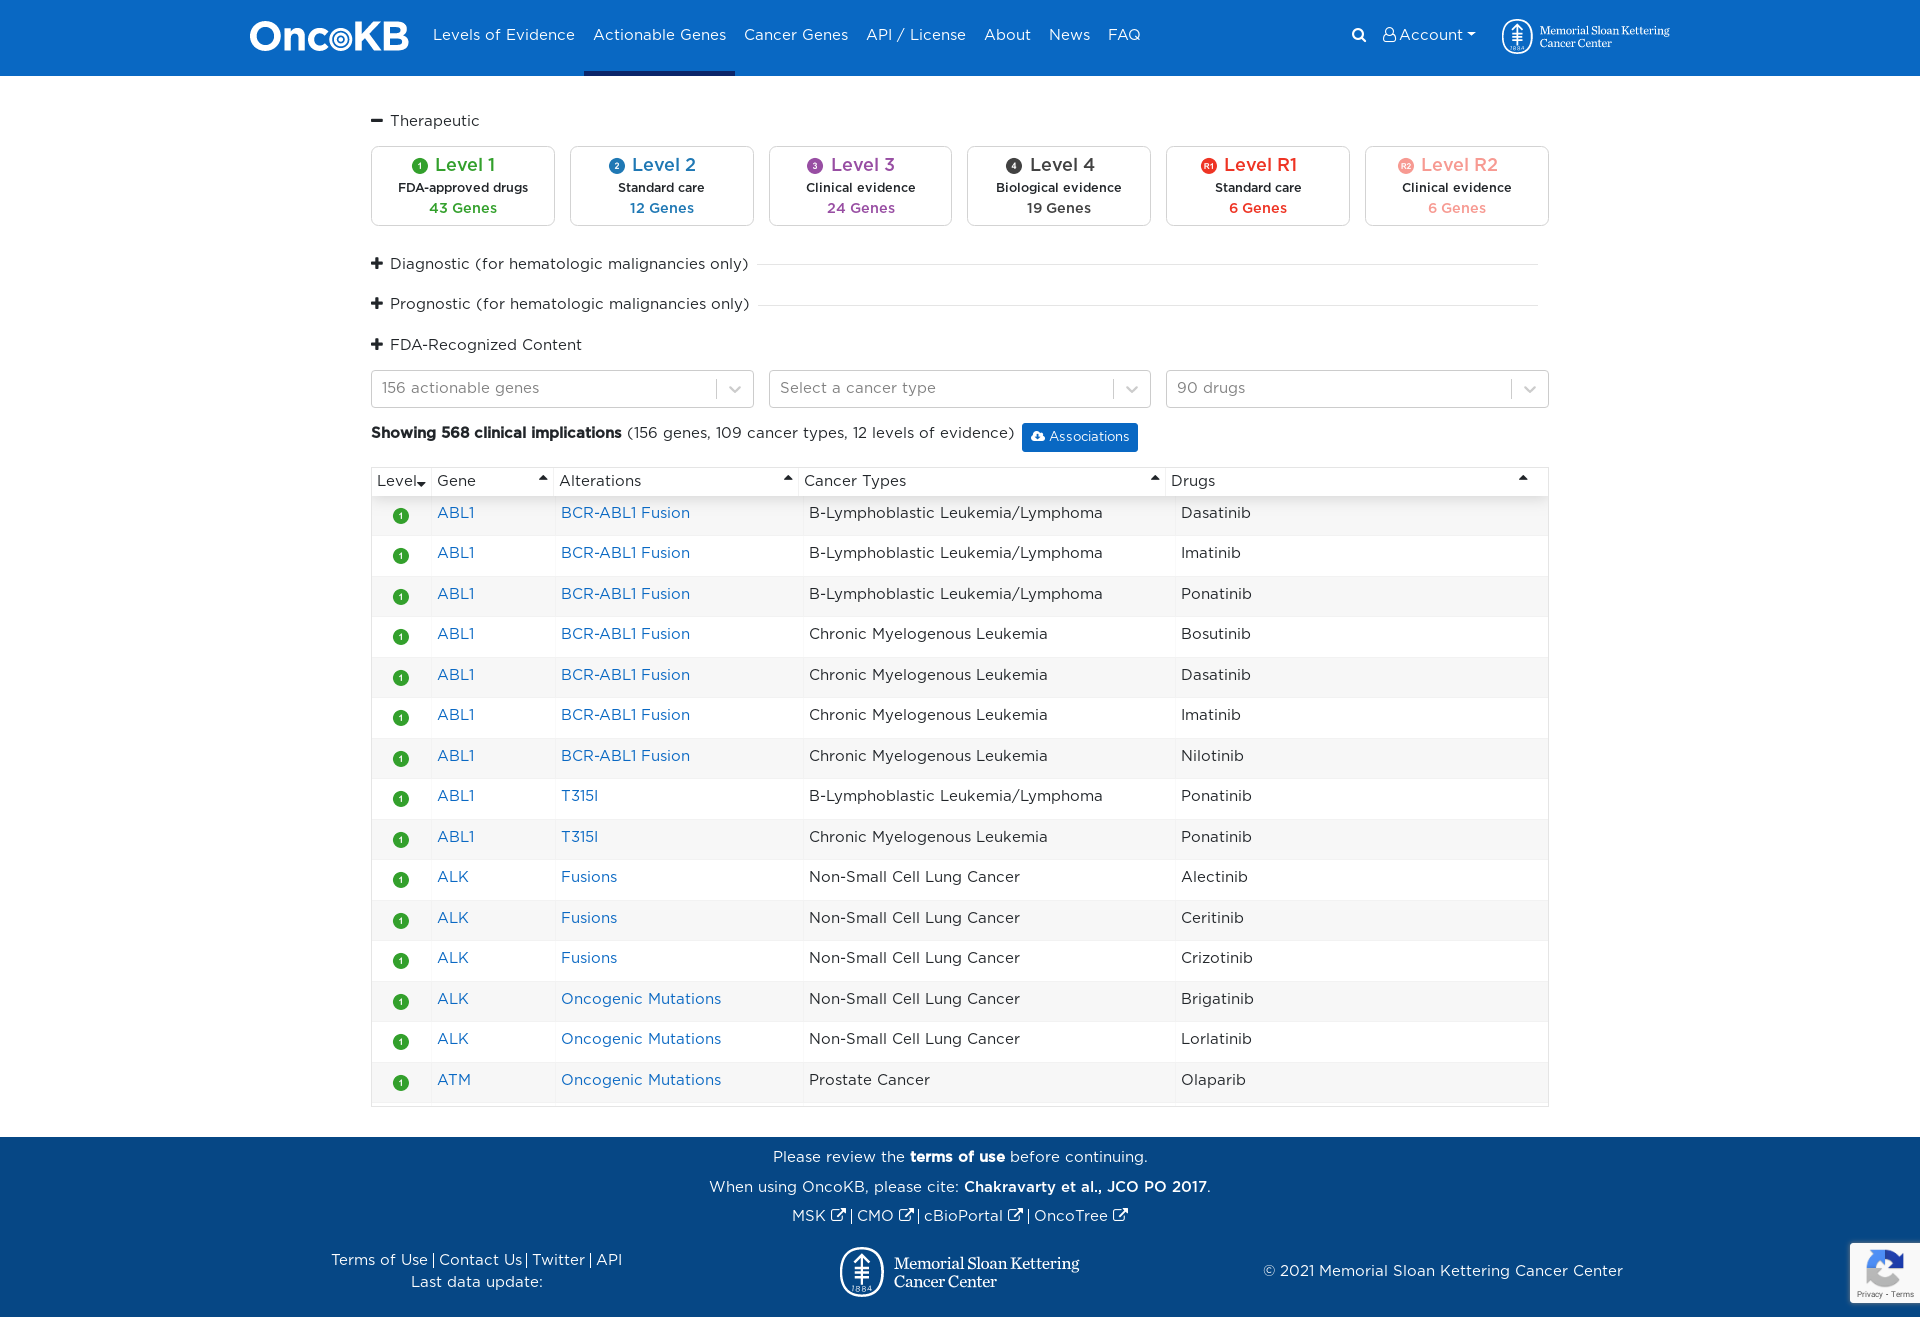 OncoKB Levels of Evidence Actionable Genes Cancer Genes API / License About News FAQ Account Memorial Sloan Kettering
Cancer Center
1884
Therapeutic
1 Level 1 2 Level 2 3 Level 3 4 Level 4 R1 Level R1 R2 Level R2
FDA-approved drugs Standard care Clinical evidence Biological evidence Standard care Clinical evidence
43 Genes 12 Genes 24 Genes 19 Genes 6 Genes 6 Genes
Diagnostic (for hematologic malignancies only)
Prognostic (for hematologic malignancies only)
FDA-Recognized Content
156 actionable genes Select a cancer type 90 drugs
Showing 568 clinical implications (156 genes, 109 cancer types, 12 levels of evidence) Associations
Level Gene Alterations Cancer Types Drugs
1 ABL1 BCR-ABL1 Fusion B-Lymphoblastic Leukemia/Lymphoma Dasatinib
1 ABL1 BCR-ABL1 Fusion B-Lymphoblastic Leukemia/Lymphoma Imatinib
1 ABL1 BCR-ABL1 Fusion B-Lymphoblastic Leukemia/Lymphoma Ponatinib
1 ABL1 BCR-ABL1 Fusion Chronic Myelogenous Leukemia Bosutinib
1 ABL1 BCR-ABL1 Fusion Chronic Myelogenous Leukemia Dasatinib
1 ABL1 BCR-ABL1 Fusion Chronic Myelogenous Leukemia Imatinib
1 ABL1 BCR-ABL1 Fusion Chronic Myelogenous Leukemia Nilotinib
1 ABL1 T315I B-Lymphoblastic Leukemia/Lymphoma Ponatinib
1 ABL1 T315I Chronic Myelogenous Leukemia Ponatinib
1 ALK Fusions Non-Small Cell Lung Cancer Alectinib
1 ALK Fusions Non-Small Cell Lung Cancer Ceritinib
1 ALK Fusions Non-Small Cell Lung Cancer Crizotinib
1 ALK Oncogenic Mutations Non-Small Cell Lung Cancer Brigatinib
1 ALK Oncogenic Mutations Non-Small Cell Lung Cancer Lorlatinib
1 ATM Oncogenic Mutations Prostate Cancer Olaparib
Please review the terms of use before continuing.
When using OncoKB, please cite: Chakravarty et al., JCO PO 2017.
MSK | CMO | cBioPortal | OncoTree
Terms of Use | Contact Us | Twitter | API
Last data update:
Memorial Sloan Kettering
Cancer Center
1884
© 2021 Memorial Sloan Kettering Cancer Center
Privacy - Terms